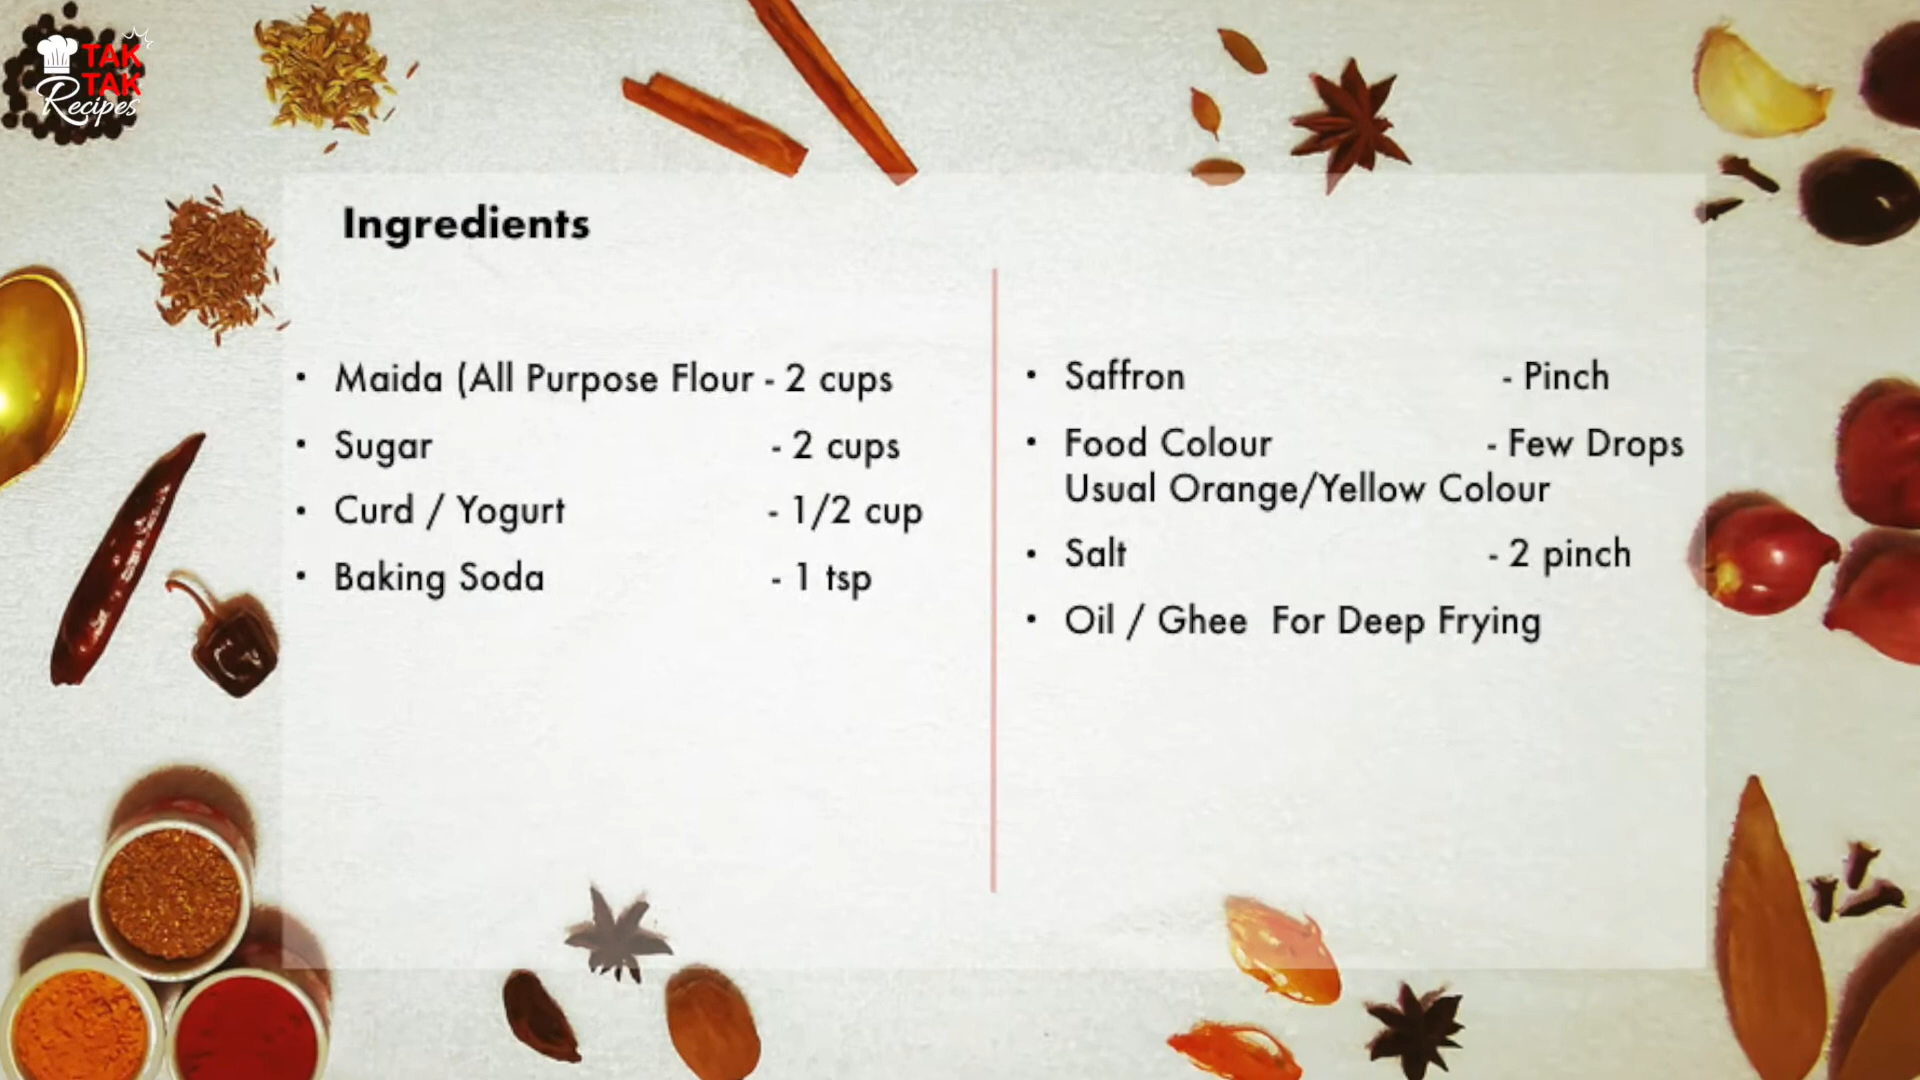 TAK
TAK
Recipes
Ingredients
• Maida (All Purpose Flour - 2 cups
• Sugar - 2 cups
• Curd / Yogurt - 1/2 cup
• Baking Soda - 1 tsp
• Saffron - Pinch
• Food Colour - Few Drops
Usual Orange/Yellow Colour
• Salt - 2 pinch
• Oil / Ghee For Deep Frying